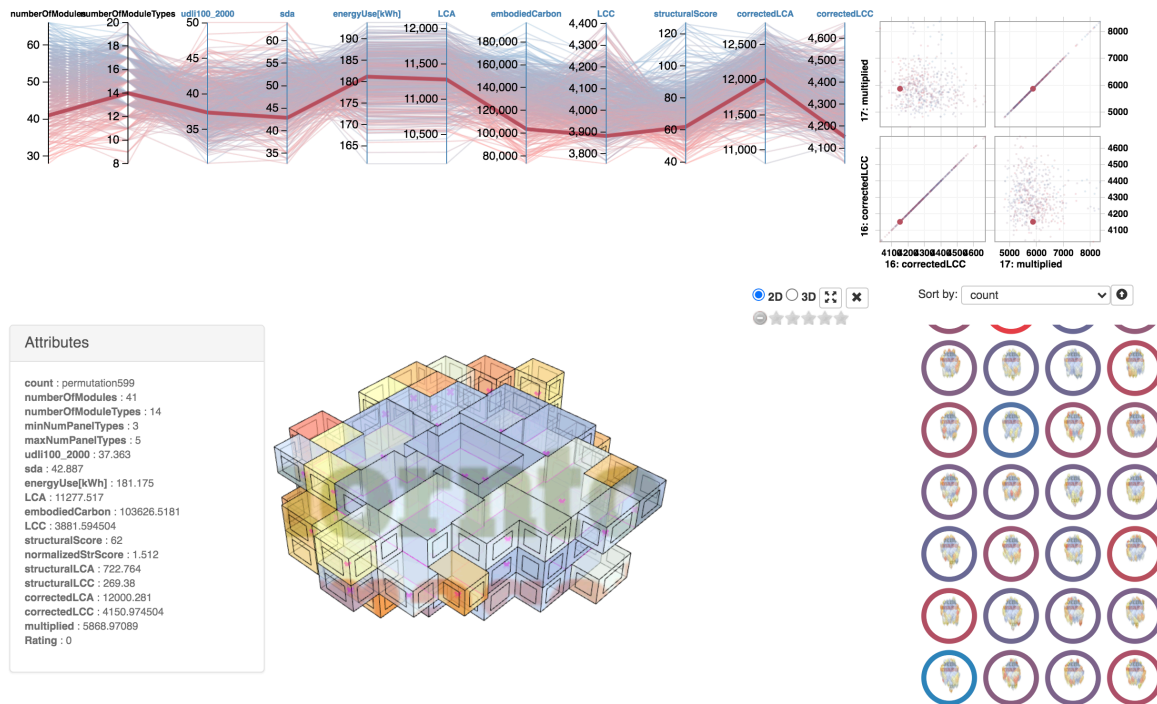 numberOfModules numberOfModuleTypes udli100_2000 sda energyUse[kWh] LCA embodiedCarbon LCC structuralScore correctedLCA correctedLCC
60
50
40
30
20
18
16
14
12
10
8
50
45
40
35
60
55
50
45
40
35
190
185
180
175
170
165
12,000
11,500
11,000
10,500
180,000
160,000
140,000
120,000
100,000
80,000
4,400
4,300
4,200
4,100
4,000
3,900
3,800
120
100
80
60
40
12,500
12,000
11,500
11,000
4,600
4,500
4,400
4,300
4,200
4,100
17: multiplied
8000
7000
6000
5000
16: correctedLCC
4600
4500
4400
4300
4200
4100
4100 4200 4300 4400 4500 4600
16: correctedLCC
5000 6000 7000 8000
17: multiplied
2D 3D
Sort by: count
Attributes
count : permutation599
numberOfModules : 41
numberOfModuleTypes : 14
minNumPanelTypes : 3
maxNumPanelTypes : 5
udli100_2000 : 37.363
sda : 42.887
energyUse[kWh] : 181.175
LCA : 11277.517
embodiedCarbon : 103626.5181
LCC : 3881.594504
structuralScore : 62
normalizedStrScore : 1.512
structuralLCA : 722.764
structuralLCC : 269.38
correctedLCA : 12000.281
correctedLCC : 4150.974504
multiplied : 5868.97089
Rating : 0